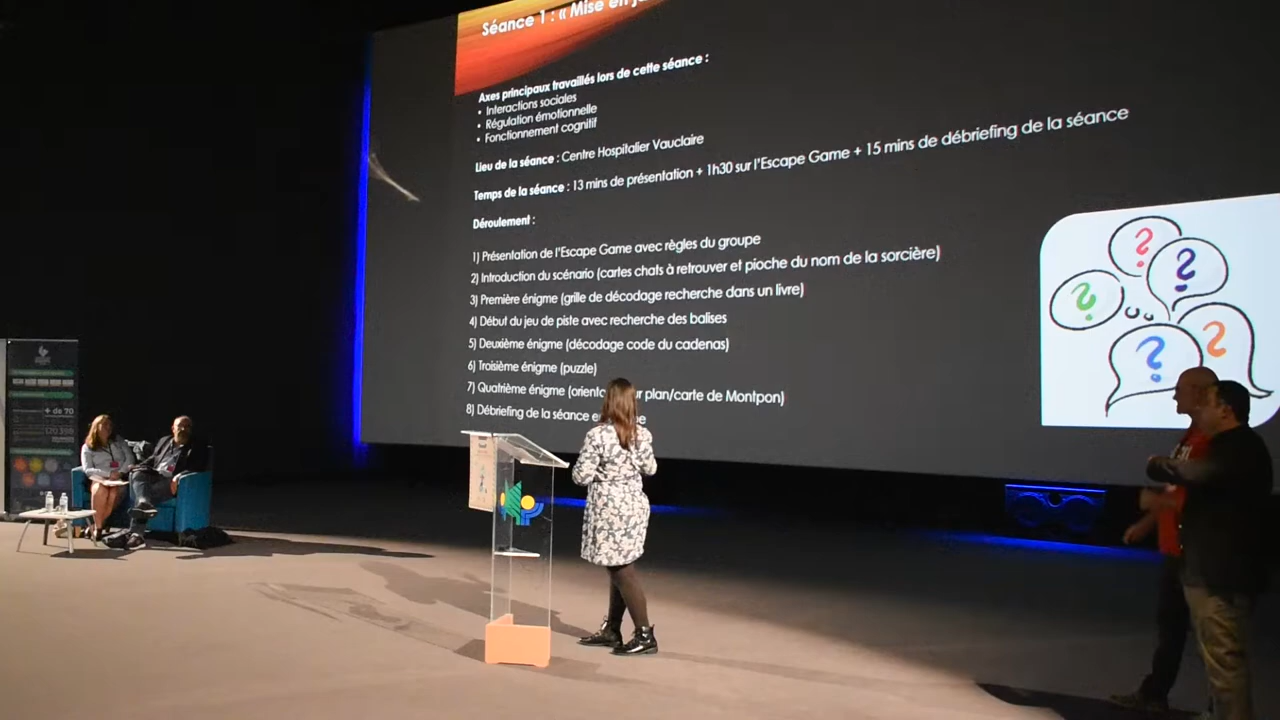 Séance 1 : « Mise en
Axes principaux travaillés lors de cette séance :
• Interactions sociales
• Régulation émotionnelle
• Fonctionnement cognitif
Lieu de la séance : Centre Hospitalier Vauclaire
Temps de la séance : 13 mins de présentation + 1h30 sur l'Escape Game + 15 mins de débriefing de la séance
Déroulement :
1) Présentation de l'Escape Game avec règles du groupe
2) Introduction du scénario (cartes chats à retrouver et pioche du nom de la sorcière)
3) Première énigme (grille de décodage recherche dans un livre)
4) Début du jeu de piste avec recherche des balises
5) Deuxième énigme (décodage code du cadenas)
6) Troisième énigme (puzzle)
7) Quatrième énigme plan/carte de Montpon)
8) Débriefing de la séance
? ? ? ? ?
+ de 70